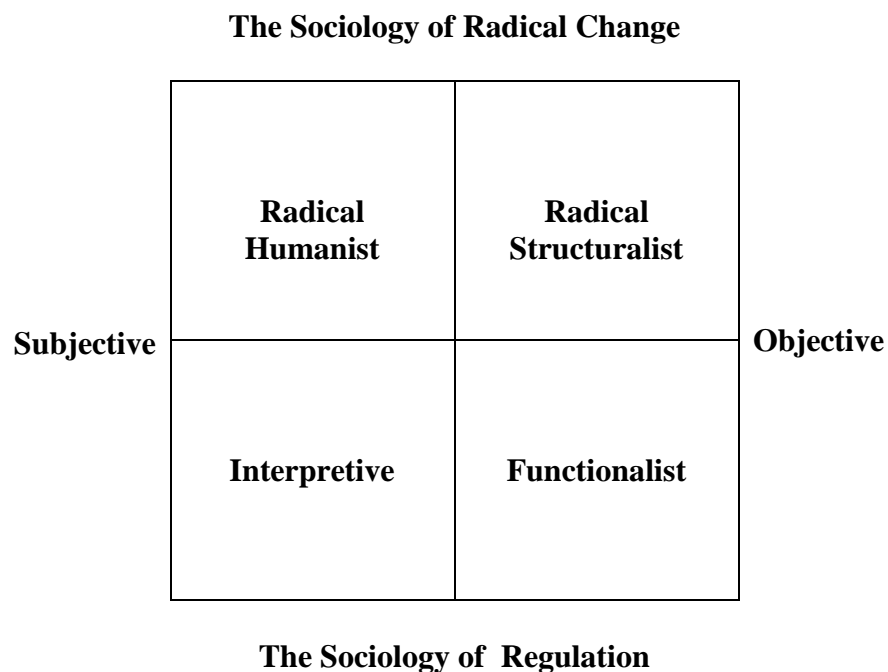 The Sociology of Radical Change
Radical
Humanist
Radical
Structuralist
Subjective
Objective
Interpretive
Functionalist
The Sociology of  Regulation